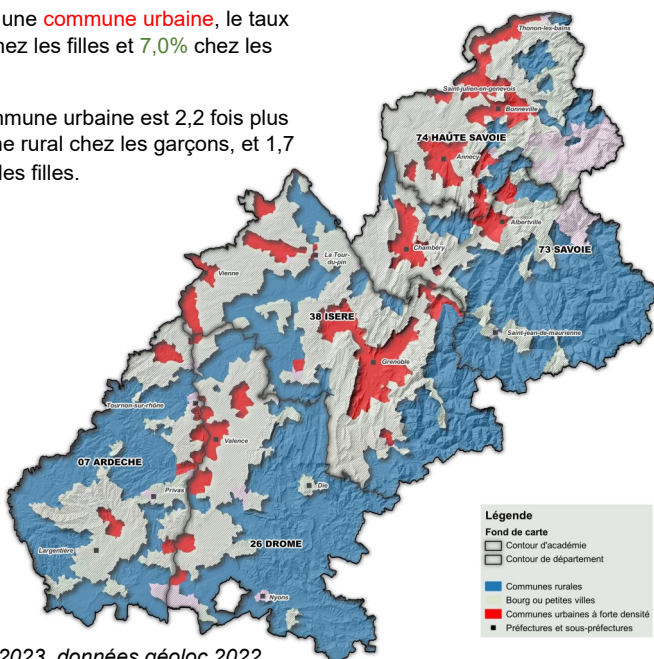 une commune urbaine, le taux
nez les filles et 7,0% chez les
nmune urbaine est 2,2 fois plus
ne rural chez les garçons, et 1,7
les filles.
Thonon-les-bains
Saint-julien-en-genevois
Bonneville
74 HAUTE SAVOIE
Annecy
Albertville
Chambéry
73 SAVOIE
La Tour-
du-pin
Vienne
38 ISERE
Saint-jean-de-maurienne
Grenoble
Tournon-sur-rhône
Valence
07 ARDECHE
Privas
Die
Largentière
26 DROME
Nyons
Légende
Fond de carte
Contour d'académie
Contour de département
Communes rurales
Bourg ou petites villes
Communes urbaines à forte densité
Préfectures et sous-préfectures
2023, données géoloc 2022